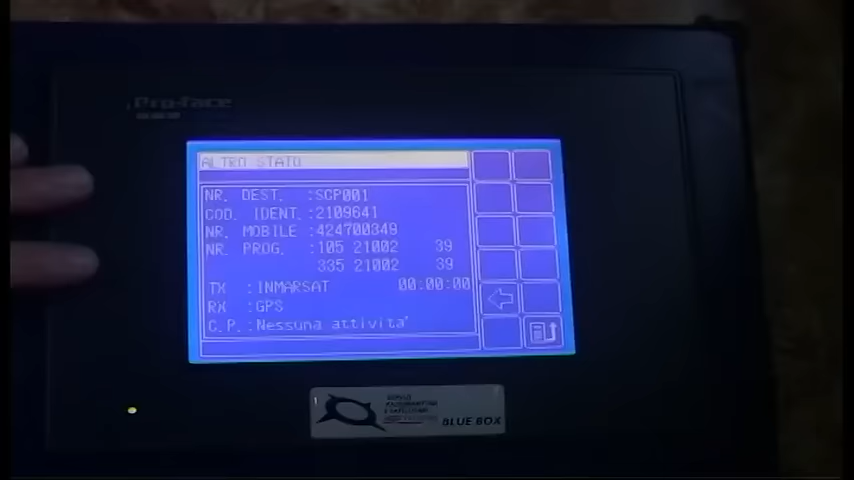 Pro-face
ALTRO STATO
NR. DEST. :SCP001
COD. IDENT.:2109641
NR. MOBILE :424700349
NR. PROG. :105 21002 39
335 21002 39
TX :INMARSAT 00:00:00
RX :GPS
C.P.:Nessuna attivita'
BLUE BOX